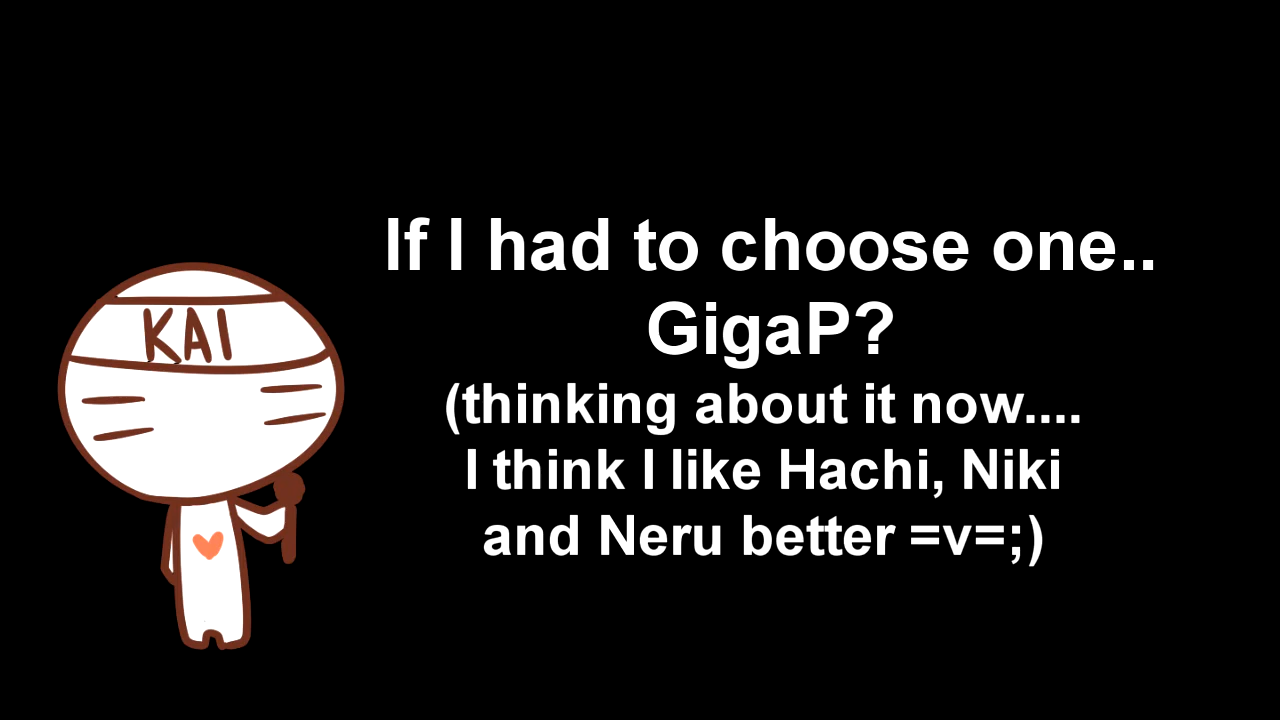 KAI
If I had to choose one..
GigaP?
(thinking about it now....
I think I like Hachi, Niki
and Neru better =v=;)